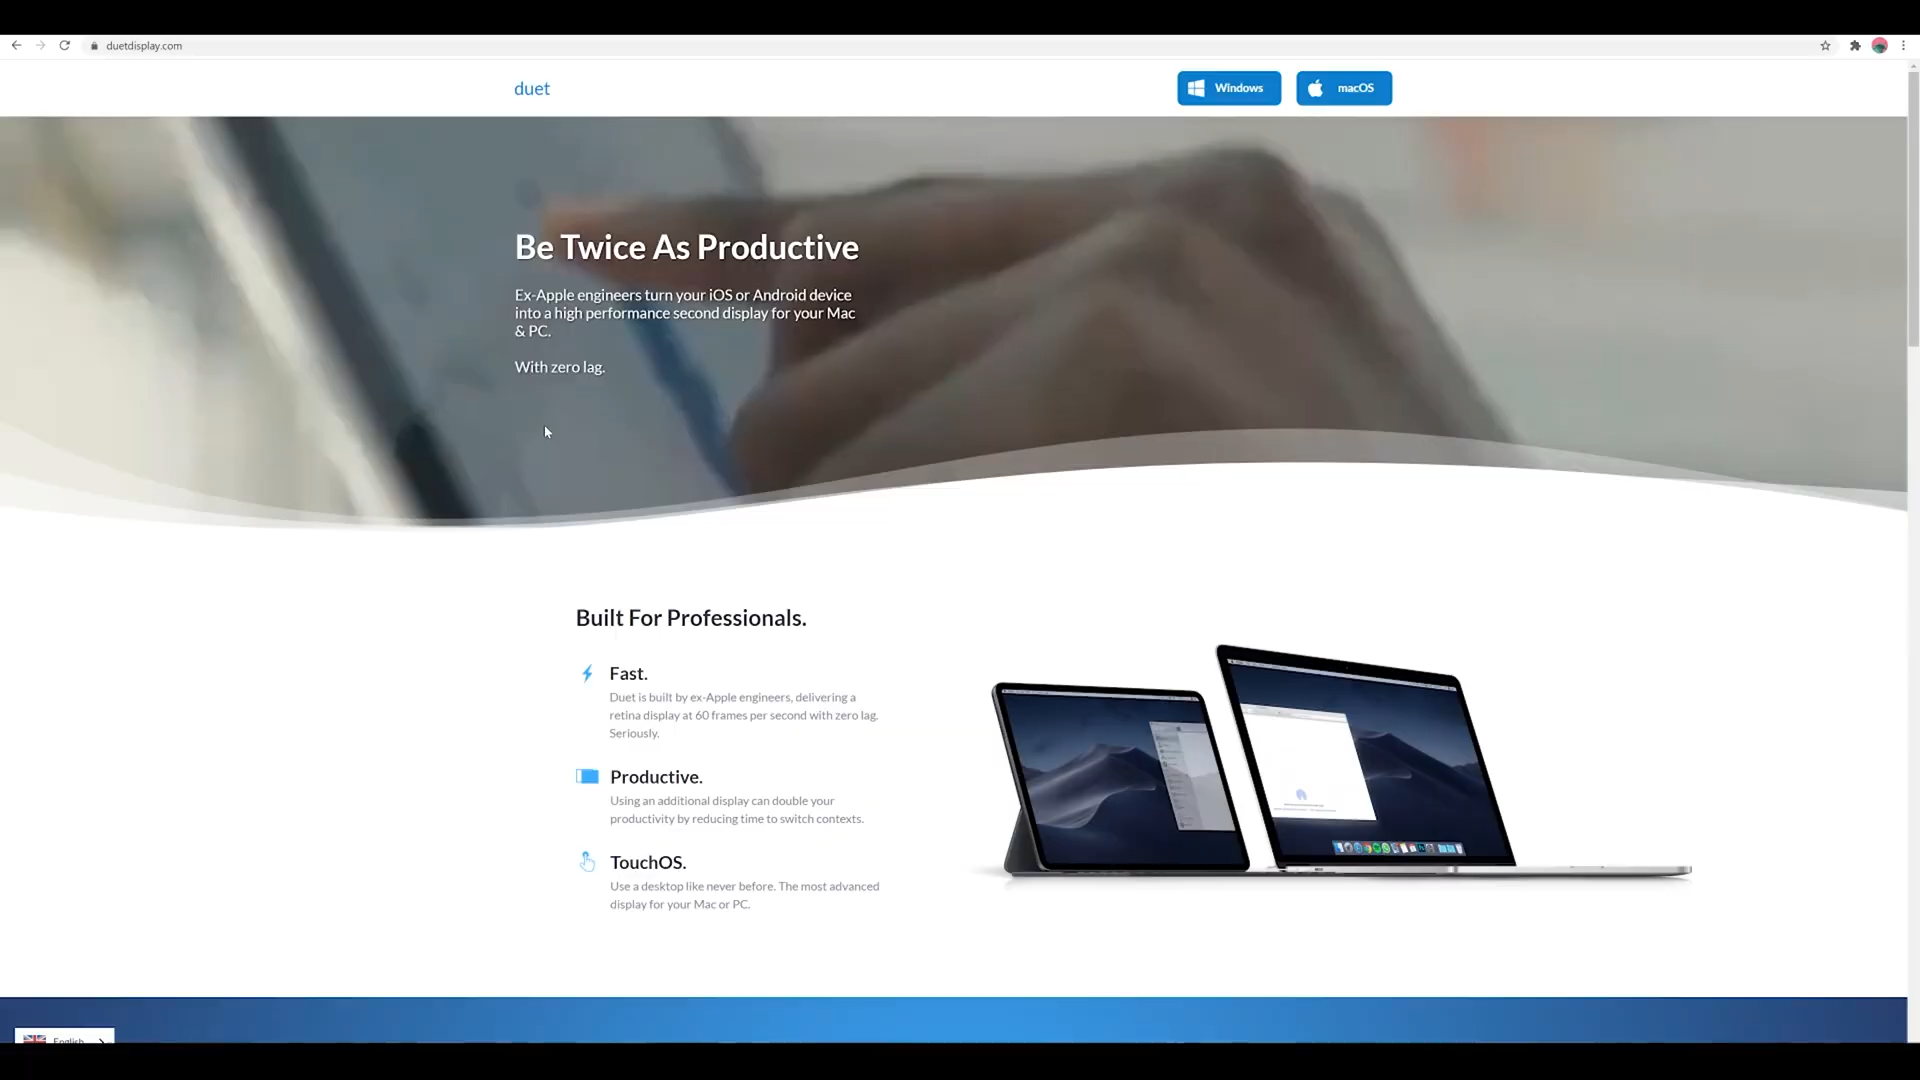 duetdisplay.com
duet
Windows
macOS
Be Twice As Productive
Ex-Apple engineers turn your iOS or Android device
into a high performance second display for your Mac
& PC.
With zero lag.
Built For Professionals.
Fast.
Duet is built by ex-Apple engineers, delivering a
retina display at 60 frames per second with zero lag.
Seriously.
Productive.
Using an additional display can double your
productivity by reducing time to switch contexts.
TouchOS.
Use a desktop like never before. The most advanced
display for your Mac or PC.
English